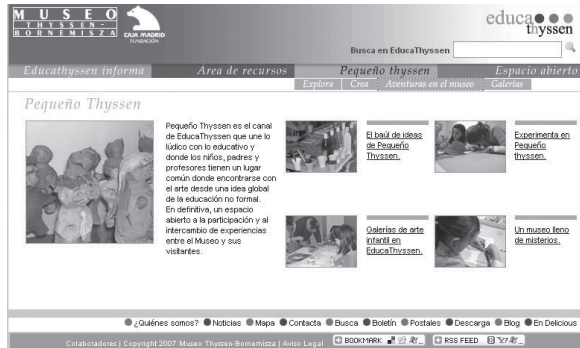 MUSEO
THYSSEN-
BORNEMISZA
CAJA MADRID
FUNDACIÓN
educa
thyssen
Busca en EducaThyssen
Educathyssen informa
Área de recursos
Pequeño thyssen
Espacio abierto
Explora
Crea
Aventuras en el museo
Galerías
Pequeño Thyssen
Pequeño Thyssen es el canal
de EducaThyssen que une lo
lúdico con lo educativo y
donde los niños, padres y
profesores tienen un lugar
común donde encontrarse con
el arte desde una idea global
de la educación no formal.
En definitiva, un espacio
abierto a la participación y al
intercambio de experiencias
entre el Museo y sus
visitantes.
El baúl de ideas
de Pequeño
Thyssen.
Experimenta en
Pequeño
thyssen.
Galerías de arte
infantil en
EducaThyssen.
Un museo lleno
de misterios.
¿Quiénes somos? Noticias Mapa Contacta Busca Boletín Postales Descarga Blog En Delicious
Colaboradores | Copyright 2007 Museo Thyssen-Bornemisza | Aviso Legal BOOKMARK RSS FEED